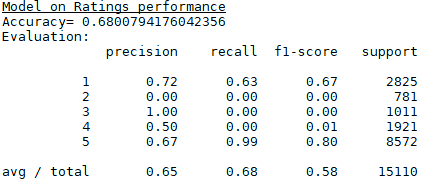 Model on Ratings performance
Accuracy= 0.6800794176042356
Evaluation:
precision recall f1-score support
1 0.72 0.63 0.67 2825
2 0.00 0.00 0.00 781
3 1.00 0.00 0.00 1011
4 0.50 0.00 0.01 1921
5 0.67 0.99 0.80 8572
avg / total 0.65 0.68 0.58 15110